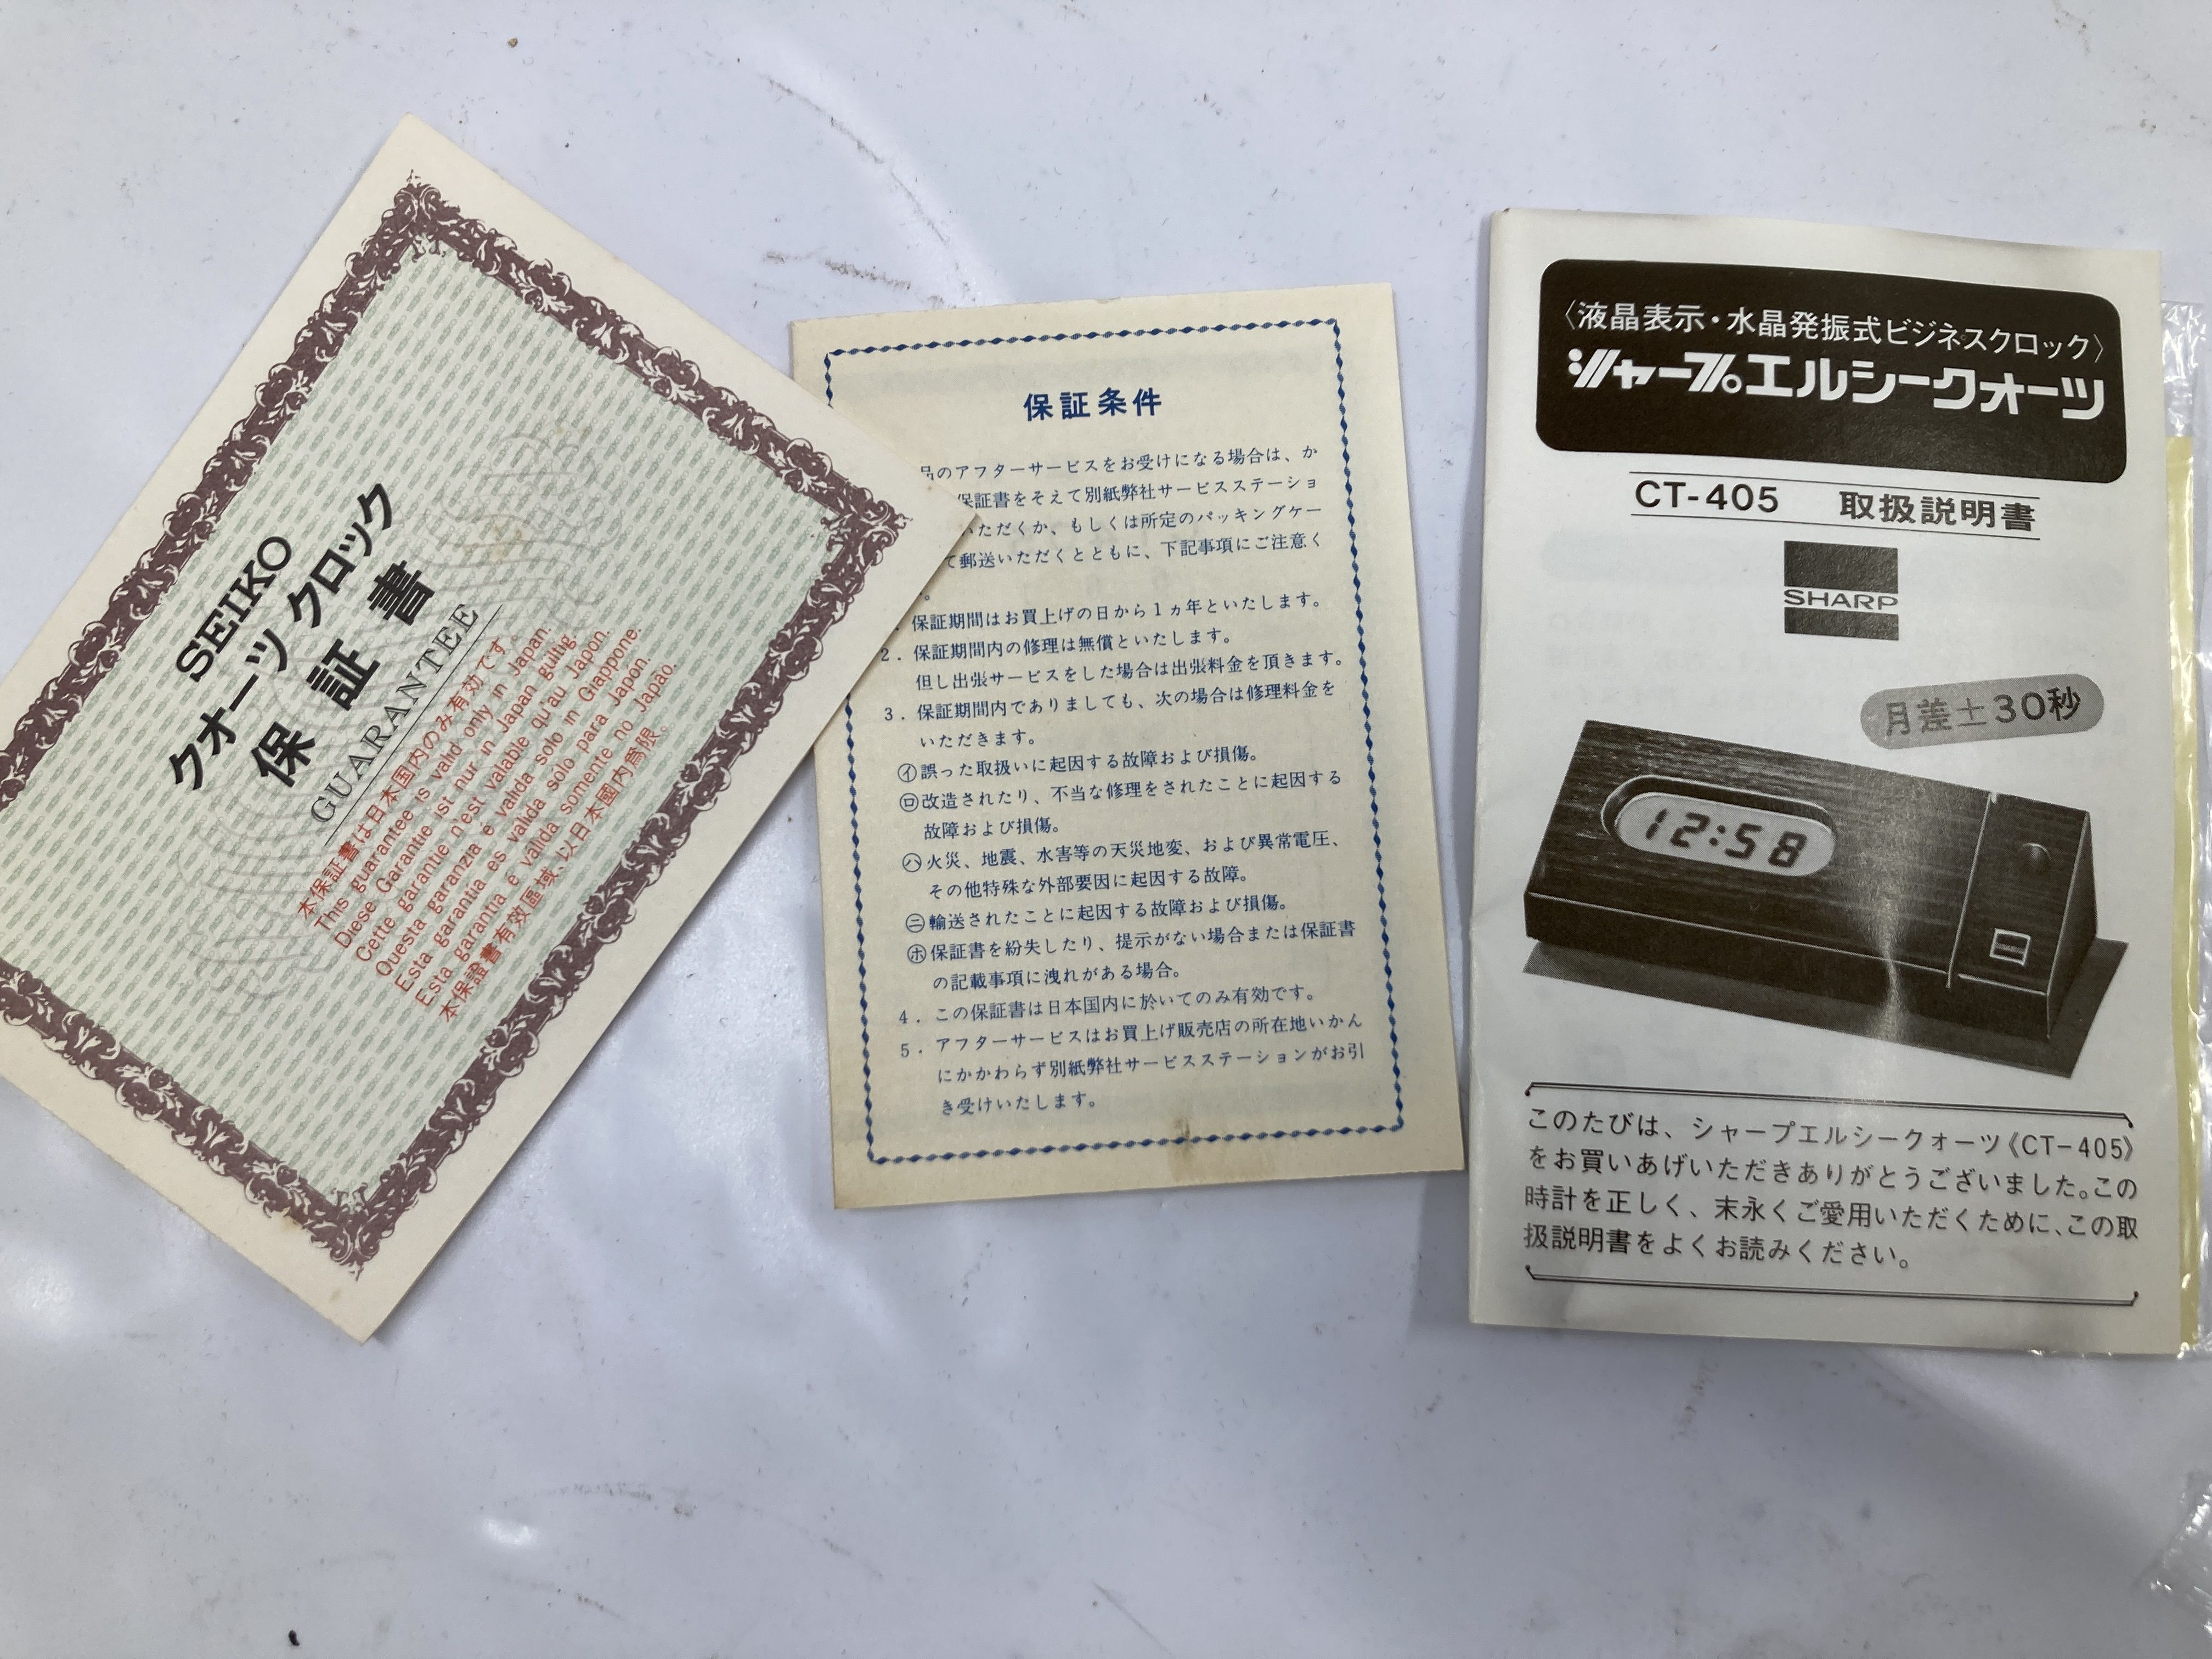 SEIKO
クオーツ クロック
保証書
GUARANTEE
本保証書は日本国内のみ有効です。
This guarantee is valid only in Japan.
Diese Garantie ist nur in Japan gültig.
Cette garantie n'est valable qu'au Japon.
Questa garanzia è valida solo in Giappone.
Esta garantia es valida solo para Japon.
Esta garantia é válida somente no Japão.
本保證書有效區域、以日本國内爲限。
保証条件
品のアフターサービスをお受けになる場合は、か
保証書をそえて別紙弊社サービスステーショ
いただくか、もしくは所定のパッキングケー
て郵送いただくとともに、下記事項にご注意く
。
保証期間はお買上げの日から1ヵ年といたします。
2. 保証期間内の修理は無償といたします。
但し出張サービスをした場合は出張料金を頂きます。
3. 保証期間内でありましても、次の場合は修理料金を
いただきます。
㋑誤った取扱いに起因する故障および損傷。
㋺改造されたり、不当な修理をされたことに起因する
故障および損傷。
㋩火災、地震、水害等の天災地変、および異常電圧、
その他特殊な外部要因に起因する故障。
㋥輸送されたことに起因する故障および損傷。
㋭保証書を紛失したり、提示がない場合または保証書
の記載事項に洩れがある場合。
4. この保証書は日本国内に於いてのみ有効です。
5. アフターサービスはお買上げ販売店の所在地いかん
にかかわらず別紙弊社サービスステーションがお引
き受けいたします。
〈液晶表示・水晶発振式ビジネスクロック〉
シャープエルシークオーツ
CT-405 取扱説明書
SHARP
月差±30秒
12:58
このたびは、シャープエルシークォーツ《CT-405》
をお買いあげいただきありがとうございました。この
時計を正しく、末永くご愛用いただくために、この取
扱説明書をよくお読みください。